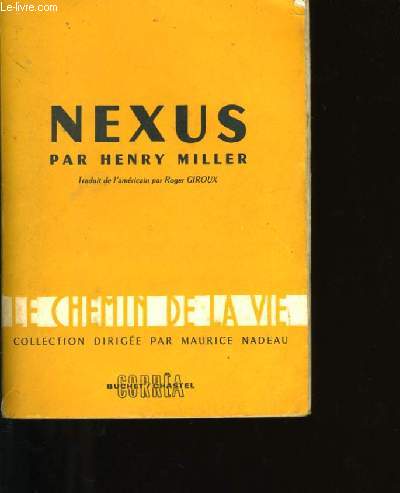 Le-livre.com
NEXUS
PAR HENRY MILLER
Traduit de l'américain par Roger GIROUX
LE CHEMIN DE LA VIE
COLLECTION DIRIGÉE PAR MAURICE NADEAU
CORRÊA
BUCHET/CHASTEL